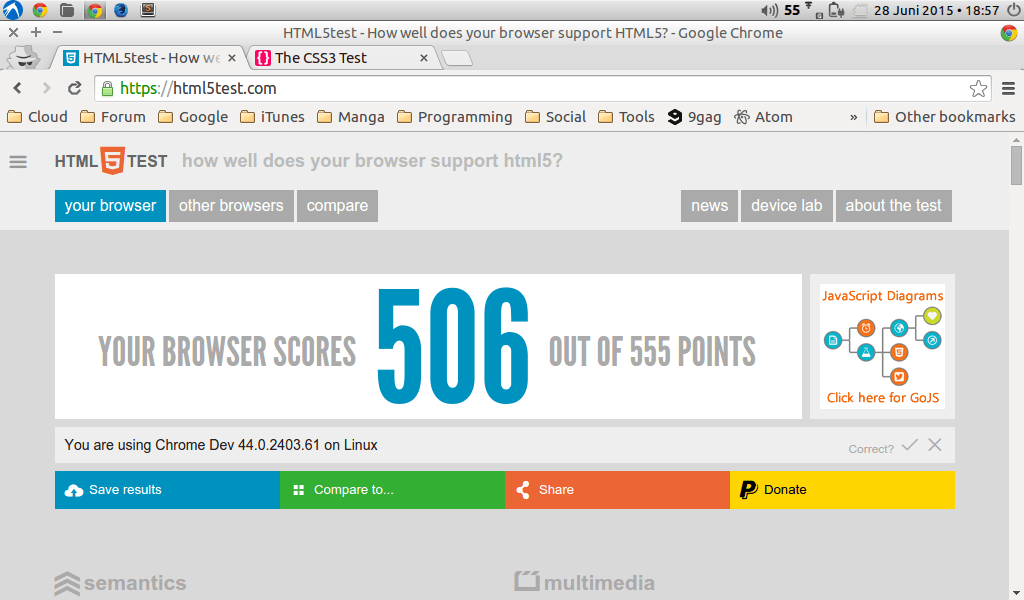 55 28 Juni 2015 • 18:57
HTML5test - How well does your browser support HTML5? - Google Chrome
HTML5test - How we
The CSS3 Test
https://html5test.com
Cloud Forum Google iTunes Manga Programming Social Tools 9gag Atom » Other bookmarks
HTML 5 TEST how well does your browser support html5?
your browser other browsers compare news device lab about the test
YOUR BROWSER SCORES 506 OUT OF 555 POINTS
JavaScript Diagrams
Click here for GoJS
You are using Chrome Dev 44.0.2403.61 on Linux
Correct?
Save results Compare to... Share Donate
semantics multimedia